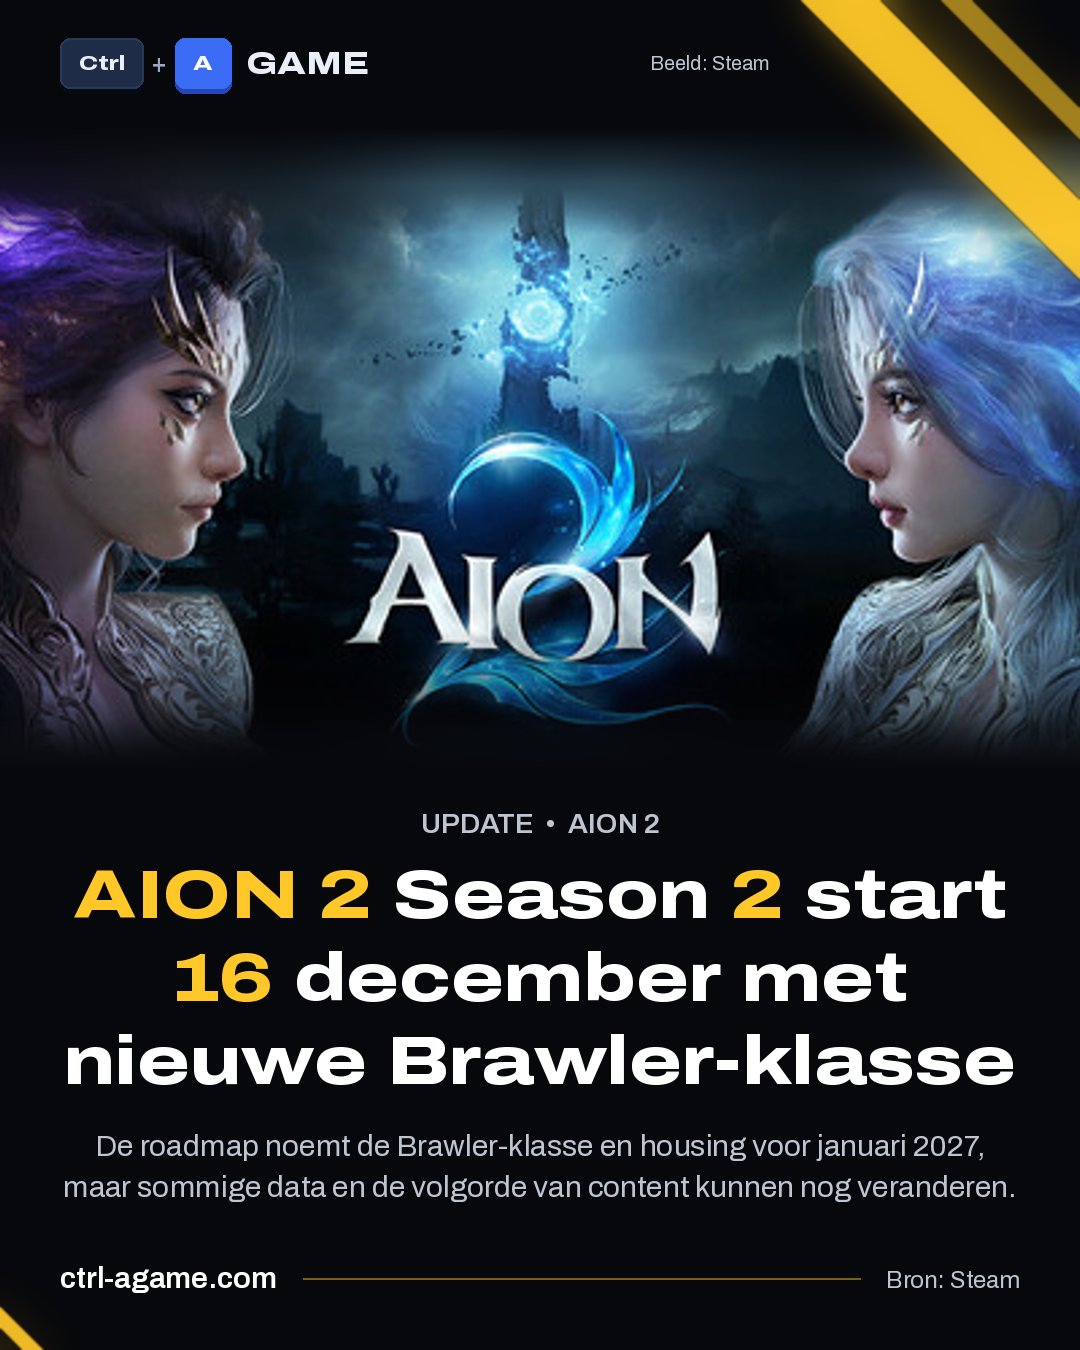 Ctrl + A GAME
Beeld: Steam
AION 2
UPDATE • AION 2
AION 2 Season 2 start
16 december met
nieuwe Brawler-klasse
De roadmap noemt de Brawler-klasse en housing voor januari 2027,
maar sommige data en de volgorde van content kunnen nog veranderen.
ctrl-agame.com
Bron: Steam